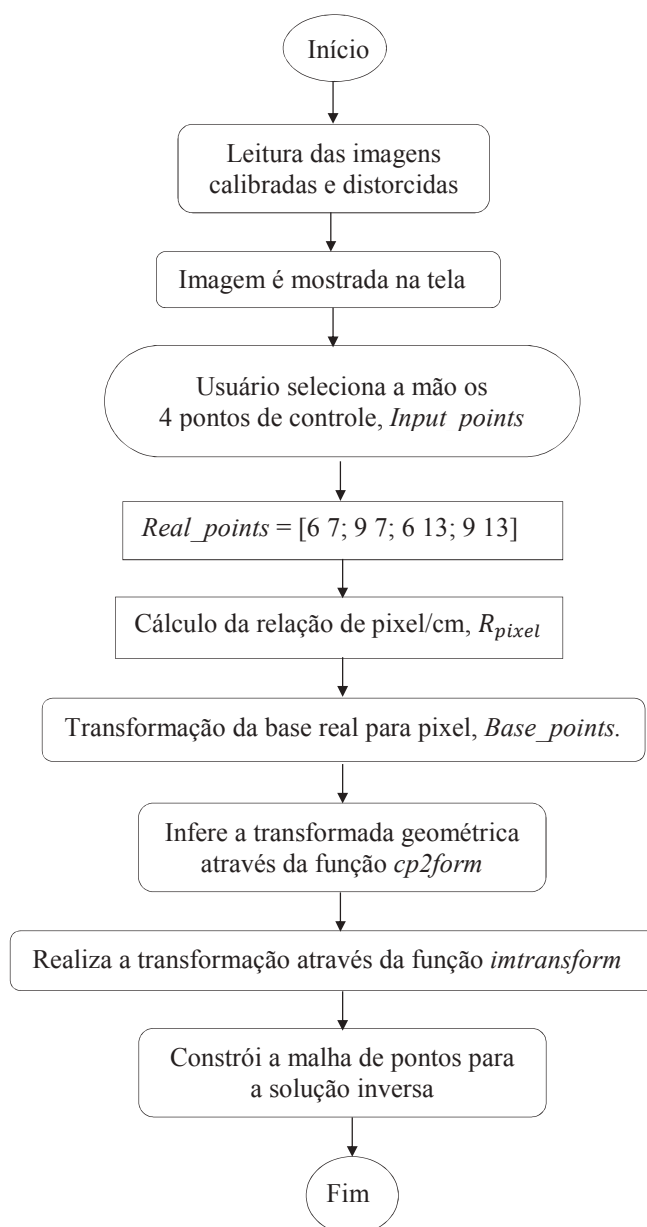 Início
Leitura das imagens
calibradas e distorcidas
Imagem é mostrada na tela
Usuário seleciona a mão os
4 pontos de controle, Input_points
Real_points = [6 7; 9 7; 6 13; 9 13]
Cálculo da relação de pixel/cm, R_pixel
Transformação da base real para pixel, Base_points.
Infere a transformada geométrica
através da função cp2form
Realiza a transformação através da função imtransform
Constrói a malha de pontos para
a solução inversa
Fim